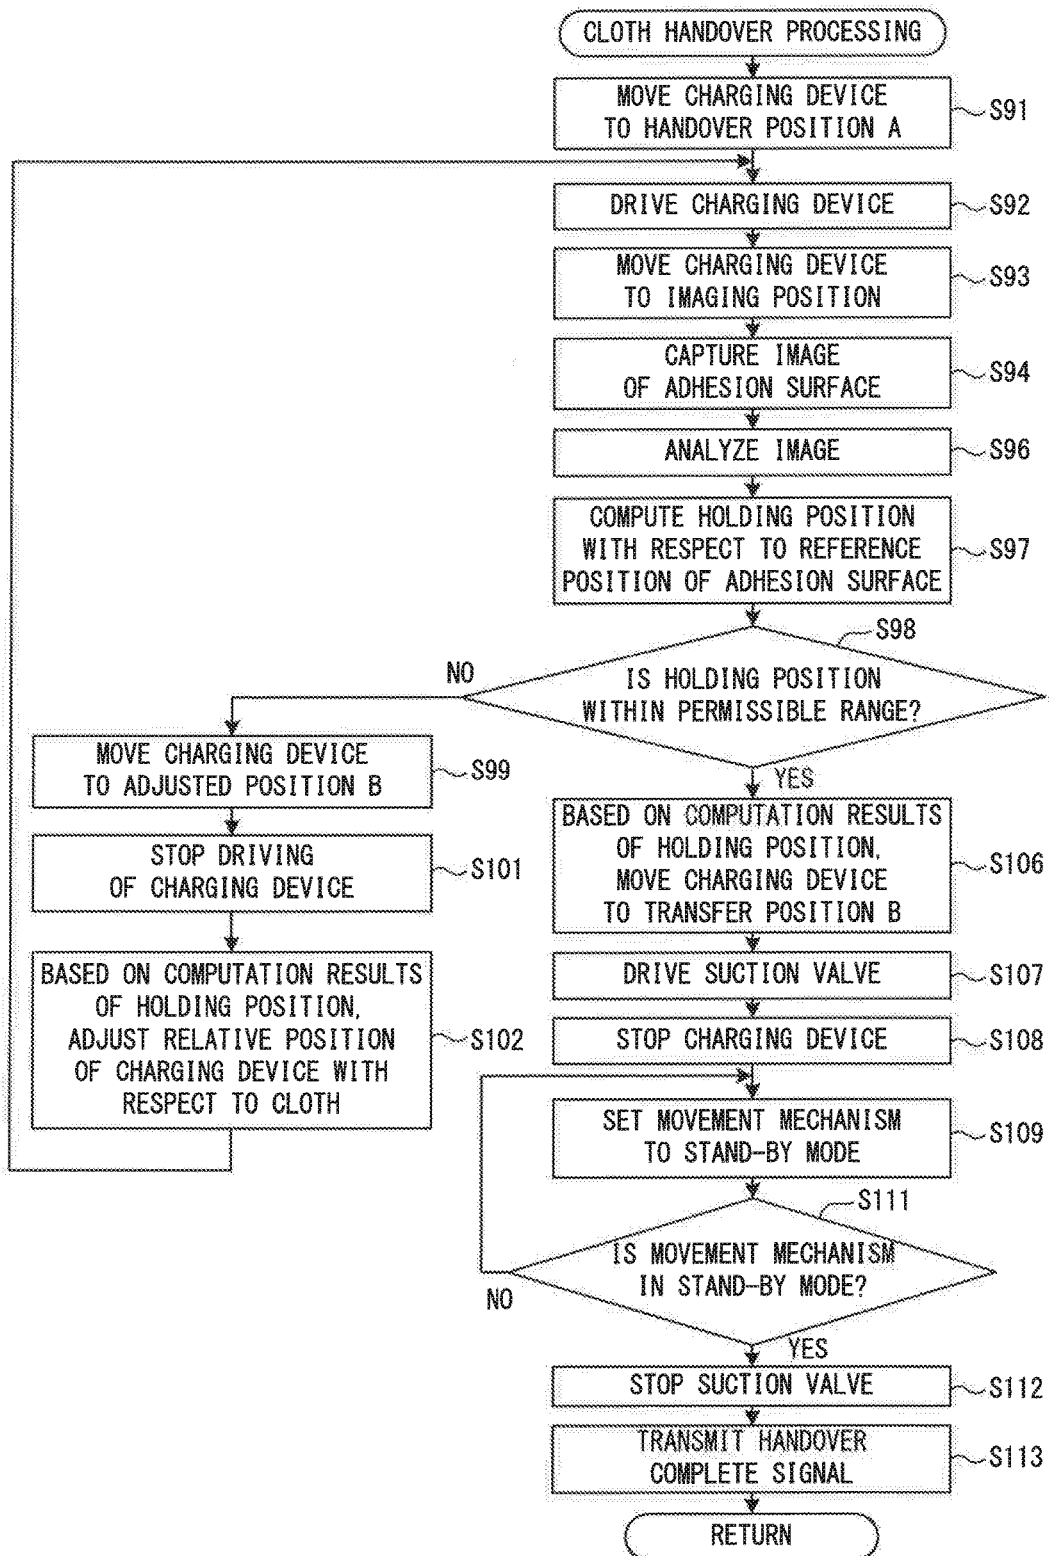 CLOTH HANDOVER PROCESSING
MOVE CHARGING DEVICE
TO HANDOVER POSITION A
S91
DRIVE CHARGING DEVICE
S92
MOVE CHARGING DEVICE
TO IMAGING POSITION
S93
CAPTURE IMAGE
OF ADHESION SURFACE
S94
ANALYZE IMAGE
S96
COMPUTE HOLDING POSITION
WITH RESPECT TO REFERENCE
POSITION OF ADHESION SURFACE
S97
S98
IS HOLDING POSITION
WITHIN PERMISSIBLE RANGE?
NO
YES
MOVE CHARGING DEVICE
TO ADJUSTED POSITION B
S99
STOP DRIVING
OF CHARGING DEVICE
S101
BASED ON COMPUTATION RESULTS
OF HOLDING POSITION,
ADJUST RELATIVE POSITION
OF CHARGING DEVICE WITH
RESPECT TO CLOTH
S102
BASED ON COMPUTATION RESULTS
OF HOLDING POSITION,
MOVE CHARGING DEVICE
TO TRANSFER POSITION B
S106
DRIVE SUCTION VALVE
S107
STOP CHARGING DEVICE
S108
SET MOVEMENT MECHANISM
TO STAND-BY MODE
S109
S111
IS MOVEMENT MECHANISM
IN STAND-BY MODE?
NO
YES
STOP SUCTION VALVE
S112
TRANSMIT HANDOVER
COMPLETE SIGNAL
S113
RETURN